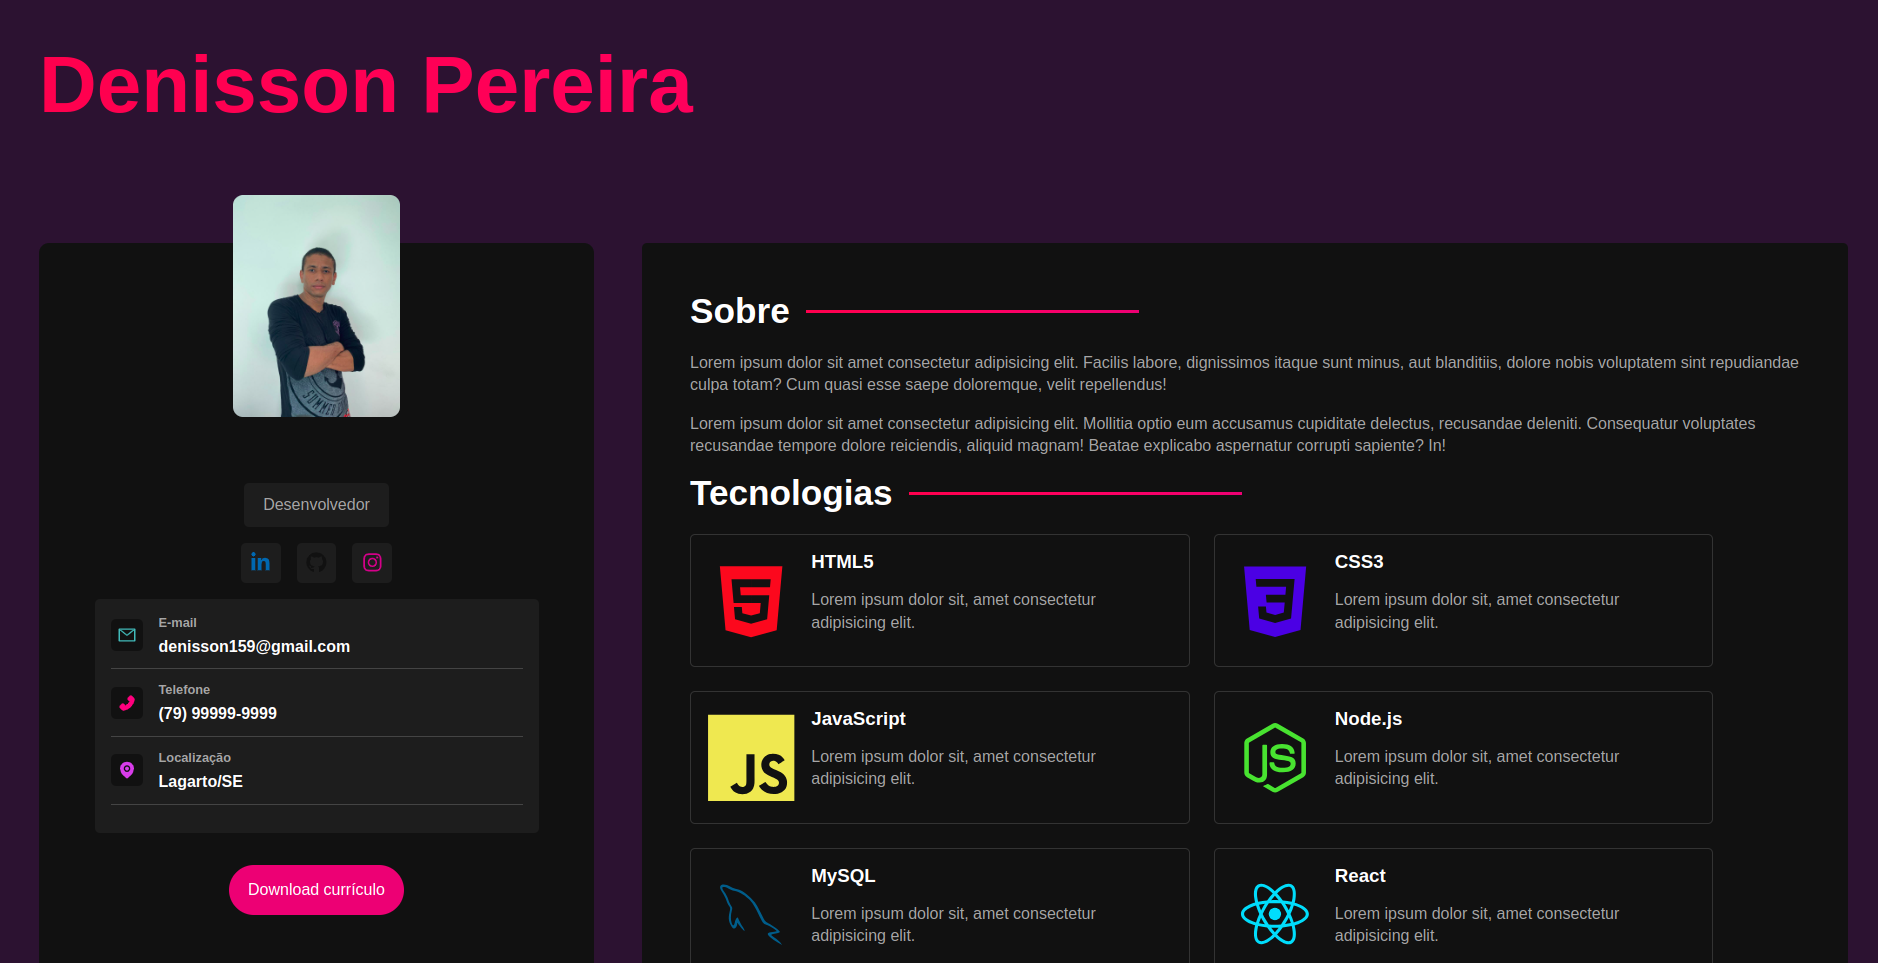 Denisson Pereira
SUMMER
Desenvolvedor
in
E-mail
denisson159@gmail.com
Telefone
(79) 99999-9999
Localização
Lagarto/SE
Download currículo
Sobre
Lorem ipsum dolor sit amet consectetur adipisicing elit. Facilis labore, dignissimos itaque sunt minus, aut blanditiis, dolore nobis voluptatem sint repudiandae
culpa totam? Cum quasi esse saepe doloremque, velit repellendus!
Lorem ipsum dolor sit amet consectetur adipisicing elit. Mollitia optio eum accusamus cupiditate delectus, recusandae deleniti. Consequatur voluptates
recusandae tempore dolore reiciendis, aliquid magnam! Beatae explicabo aspernatur corrupti sapiente? In!
Tecnologias
5
HTML5
Lorem ipsum dolor sit, amet consectetur
adipisicing elit.
3
CSS3
Lorem ipsum dolor sit, amet consectetur
adipisicing elit.
JS
JavaScript
Lorem ipsum dolor sit, amet consectetur
adipisicing elit.
JS
Node.js
Lorem ipsum dolor sit, amet consectetur
adipisicing elit.
MySQL
Lorem ipsum dolor sit, amet consectetur
adipisicing elit.
React
Lorem ipsum dolor sit, amet consectetur
adipisicing elit.